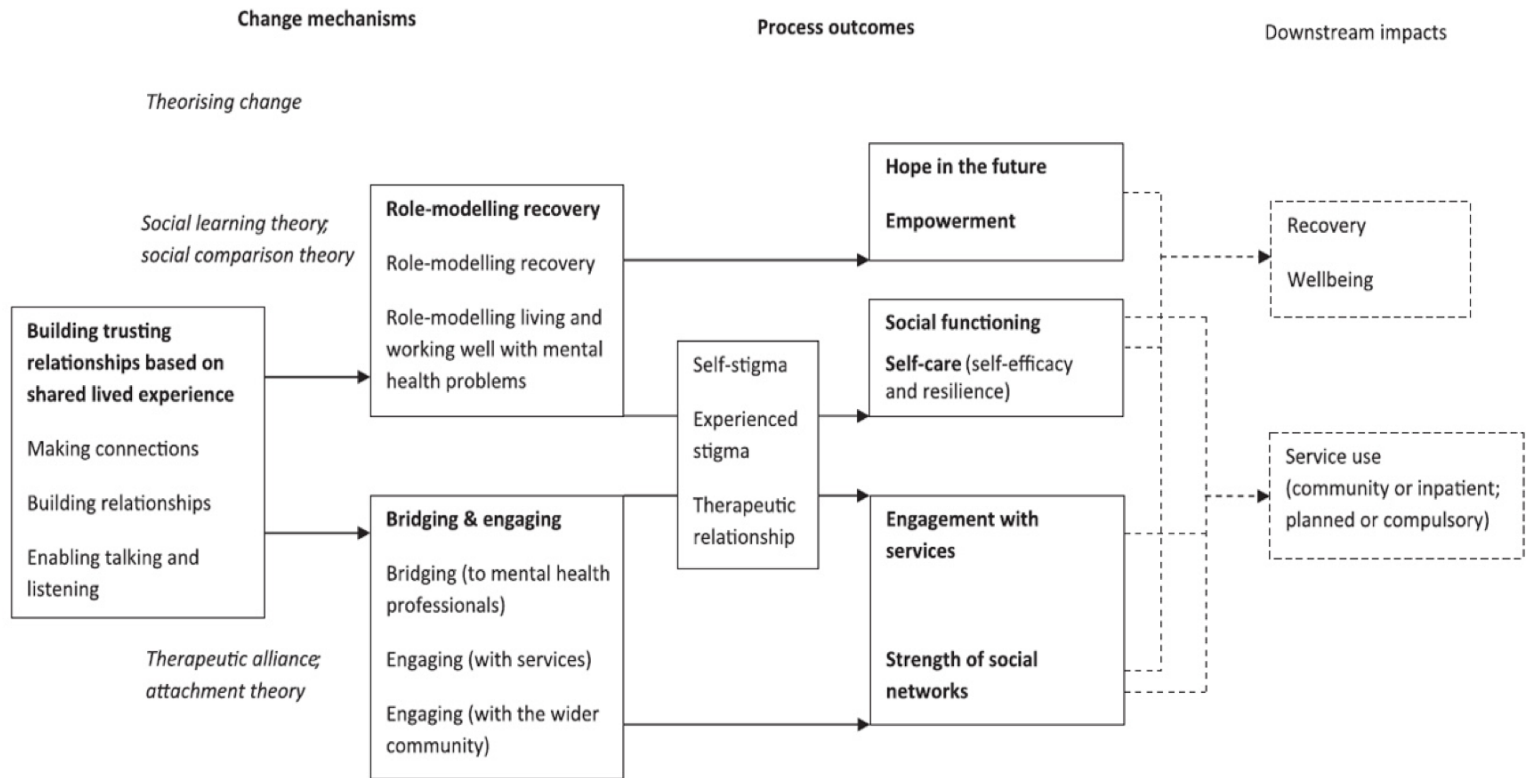 Change mechanisms
Process outcomes
Downstream impacts
Theorising change
Social learning theory;
social comparison theory
Building trusting
relationships based on
shared lived experience
Making connections
Building relationships
Enabling talking and
listening
Therapeutic alliance;
attachment theory
Role-modelling recovery
Role-modelling recovery
Role-modelling living and
working well with mental
health problems
Bridging & engaging
Bridging (to mental health
professionals)
Engaging (with services)
Engaging (with the wider
community)
Self-stigma
Experienced
stigma
Therapeutic
relationship
Hope in the future
Empowerment
Social functioning
Self-care (self-efficacy
and resilience)
Engagement with
services
Strength of social
networks
Recovery
Wellbeing
Service use
(community or inpatient;
planned or compulsory)